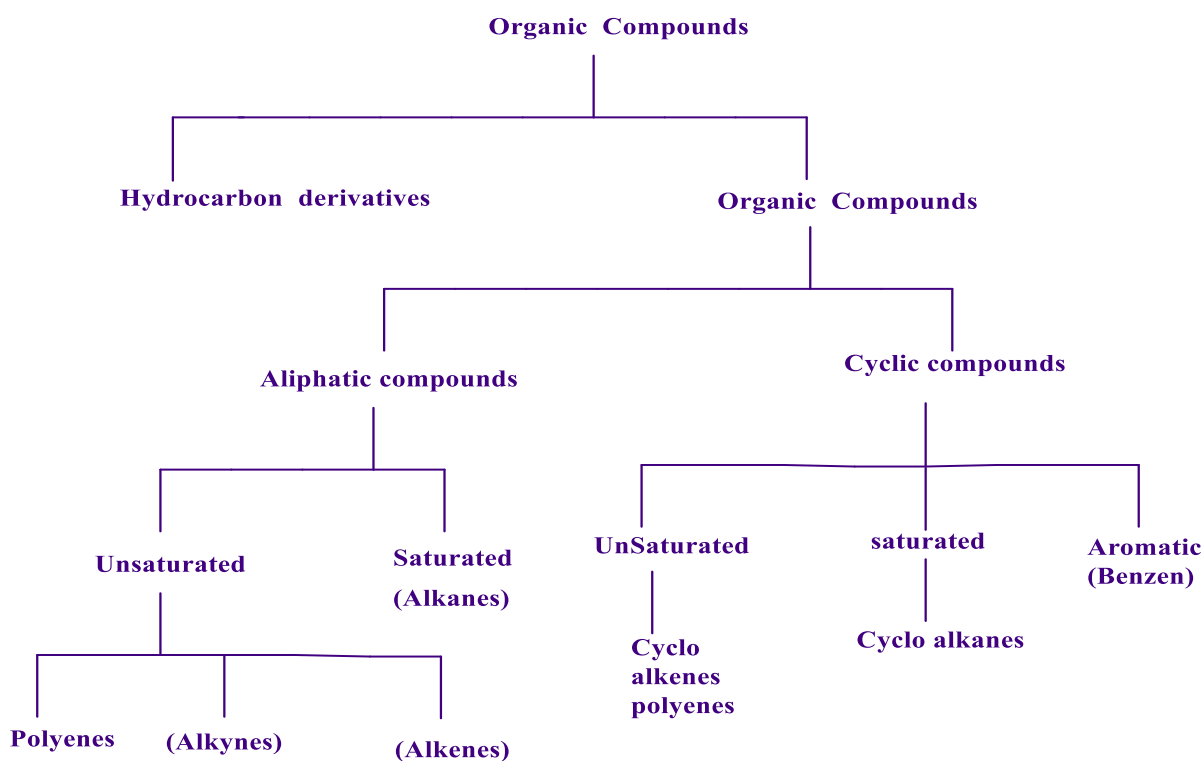 Organic Compounds
Hydrocarbon derivatives
Organic Compounds
Aliphatic compounds
Cyclic compounds
Unsaturated
Saturated
(Alkanes)
UnSaturated
saturated
Aromatic
(Benzen)
Cyclo
alkenes
polyenes
Cyclo alkanes
Polyenes
(Alkynes)
(Alkenes)